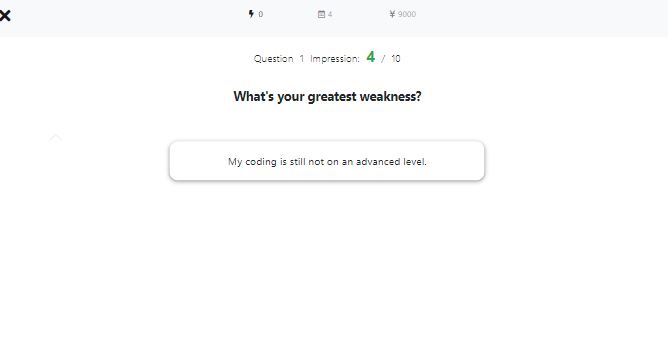 0 4 ¥ 9000
Question 1 Impression: 4 / 10
What's your greatest weakness?
My coding is still not on an advanced level.